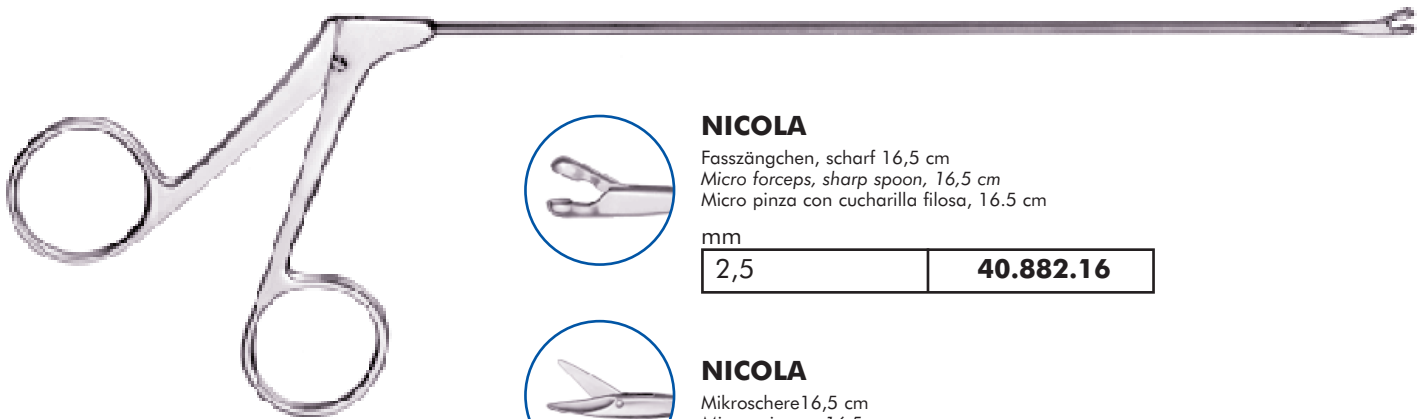 NICOLA
Fasszängchen, scharf 16,5 cm
Micro forceps, sharp spoon, 16,5 cm
Micro pinza con cucharilla filosa, 16.5 cm
mm
2,5 40.882.16
NICOLA
Mikroschere16,5 cm